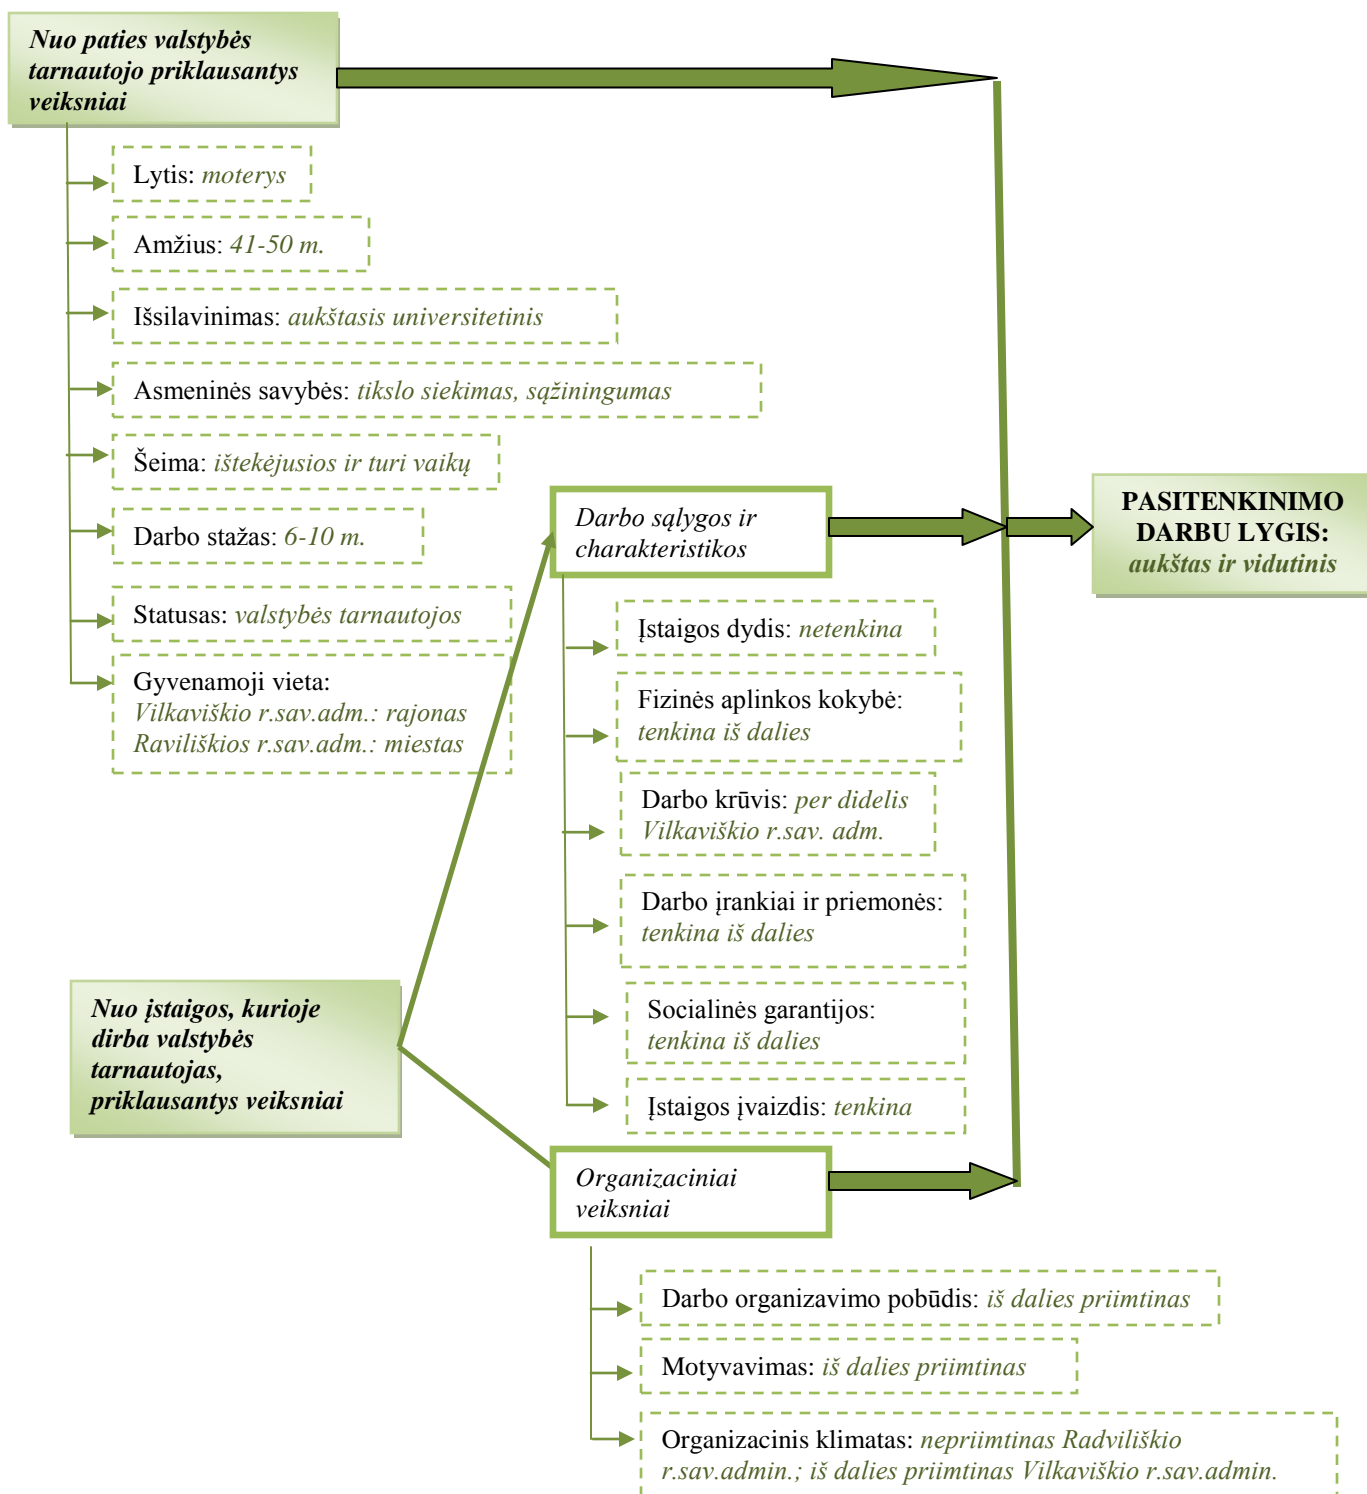 Nuo paties valstybės
tarnautojo priklausantys
veiksniai
Lytis: moterys
Amžius: 41-50 m.
Išsilavinimas: aukštasis universitetinis
Asmeninės savybės: tikslo siekimas, sąžiningumas
Šeima: ištekėjusios ir turi vaikų
Darbo stažas: 6-10 m.
Statusas: valstybės tarnautojos
Gyvenamoji vieta:
Vilkaviškio r.sav.adm.: rajonas
Raviliškios r.sav.adm.: miestas
Nuo įstaigos, kurioje
dirba valstybės
tarnautojas,
priklausantys veiksniai
Darbo sąlygos ir
charakteristikos
Įstaigos dydis: netenkina
Fizinės aplinkos kokybė:
tenkina iš dalies
Darbo krūvis: per didelis
Vilkaviškio r.sav. adm.
Darbo įrankiai ir priemonės:
tenkina iš dalies
Socialinės garantijos:
tenkina iš dalies
Įstaigos įvaizdis: tenkina
Organizaciniai
veiksniai
Darbo organizavimo pobūdis: iš dalies priimtinas
Motyvavimas: iš dalies priimtinas
Organizacinis klimatas: nepriimtinas Radviliškio
r.sav.admin.; iš dalies priimtinas Vilkaviškio r.sav.admin.
PASITENKINIMO
DARBU LYGIS:
aukštas ir vidutinis